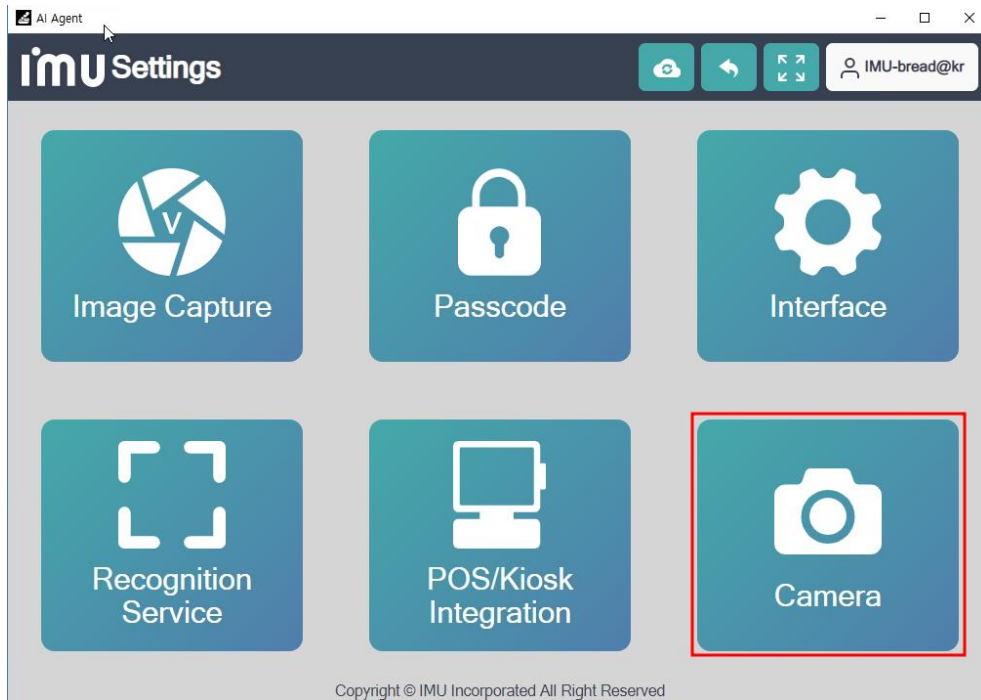 AI Agent
IMU Settings
IMU-bread@kr
V
Image Capture
Passcode
Interface
Recognition
Service
POS/Kiosk
Integration
Camera
Copyright © IMU Incorporated All Right Reserved